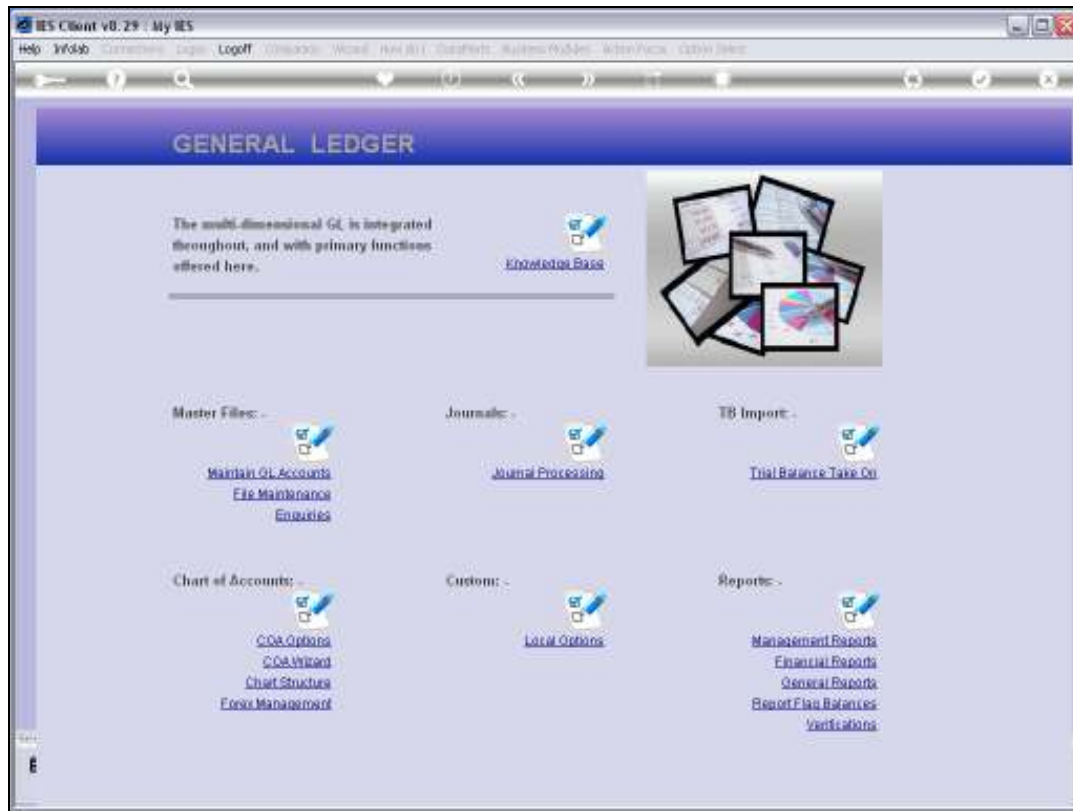 IES Client v8.29 : My IES
Help Infolab Logoff
GENERAL LEDGER
The multi-dimensional GL is integrated
throughout, and with primary functions
offered here.
Knowledge Base
Master Files: -
Maintain GL Accounts
File Maintenance
Enquiries
Journals: -
Journal Processing
TB Import: -
Trial Balance Take On
Chart of Accounts: -
COA Options
COA Wizard
Chart Structure
Forex Management
Custom: -
Local Options
Reports: -
Management Reports
Financial Reports
General Reports
Report Flag Balances
Verifications